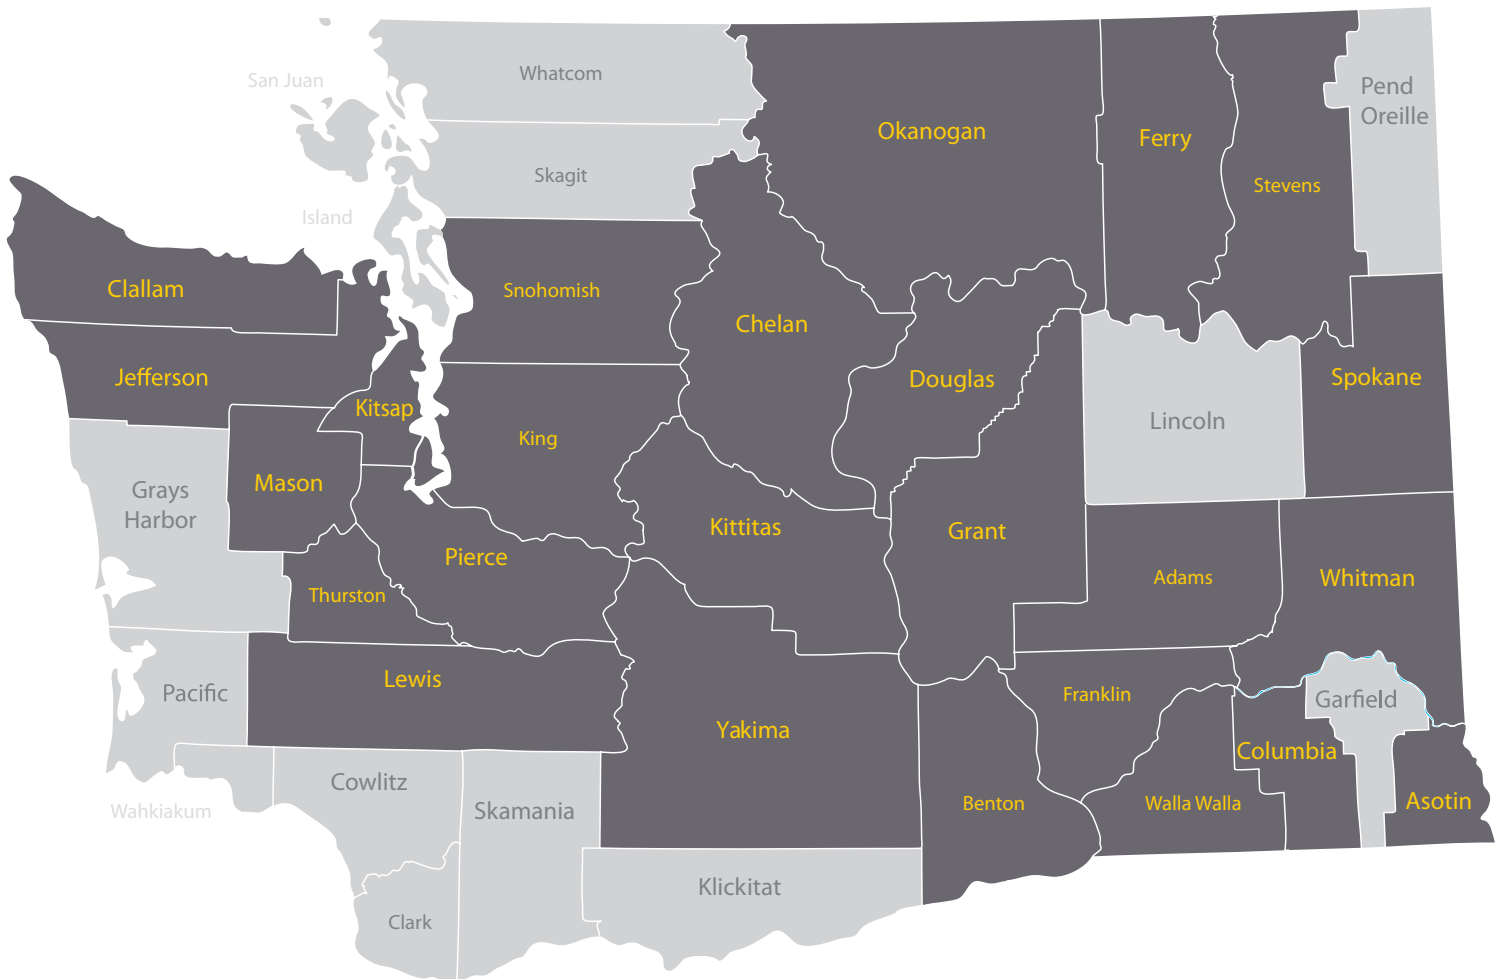 Whatcom
San Juan
Pend
Oreille
Okanogan
Ferry
Skagit
Stevens
Island
Clallam
Snohomish
Chelan
Jefferson
Douglas
Spokane
Kitsap
Lincoln
King
Mason
Grays
Harbor
Kittitas
Grant
Pierce
Adams
Whitman
Thurston
Lewis
Pacific
Franklin
Garfield
Yakima
Columbia
Cowlitz
Wahkiakum
Skamania
Benton
Walla Walla
Asotin
Klickitat
Clark